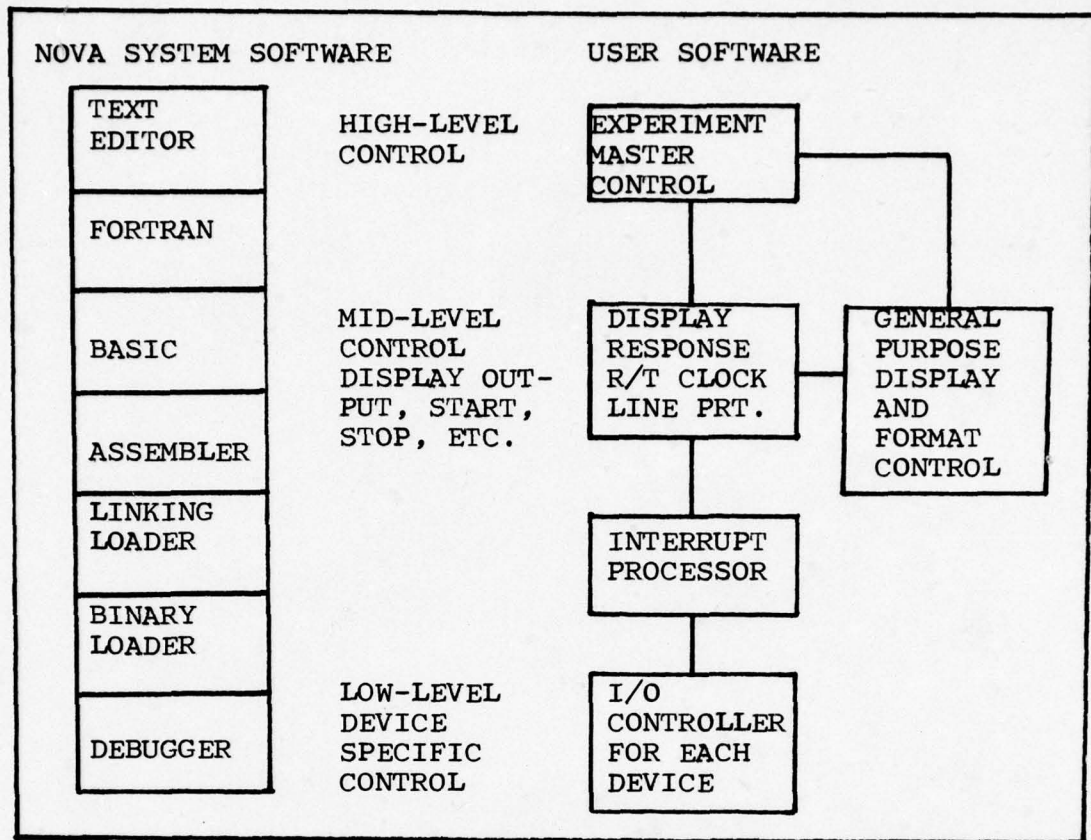 NOVA SYSTEM SOFTWARE
TEXT
EDITOR
FORTRAN
BASIC
ASSEMBLER
LINKING
LOADER
BINARY
LOADER
DEBUGGER
HIGH-LEVEL
CONTROL
MID-LEVEL
CONTROL
DISPLAY OUT-
PUT, START,
STOP, ETC.
LOW-LEVEL
DEVICE
SPECIFIC
CONTROL
USER SOFTWARE
EXPERIMENT
MASTER
CONTROL
DISPLAY
RESPONSE
R/T CLOCK
LINE PRT.
GENERAL
PURPOSE
DISPLAY
AND
FORMAT
CONTROL
INTERRUPT
PROCESSOR
I/O
CONTROLLER
FOR EACH
DEVICE